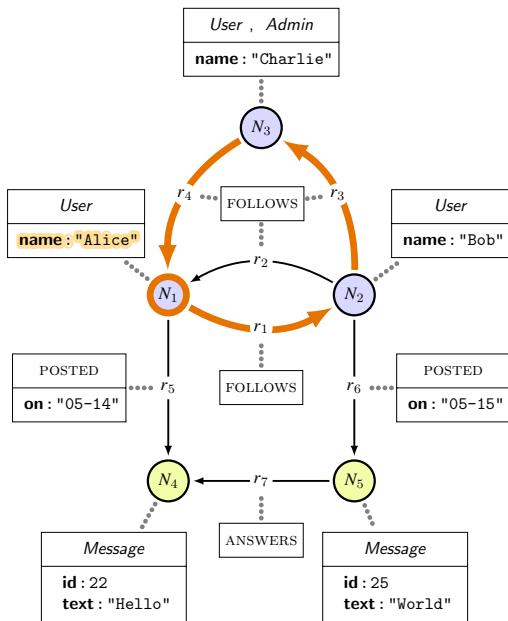 User , Admin
name : "Charlie"
N3
r4
r3
FOLLOWS
User
name : "Alice"
User
name : "Bob"
r2
N1
N2
r1
POSTED
on : "05-14"
r5
FOLLOWS
r6
POSTED
on : "05-15"
N4
r7
N5
ANSWERS
Message
id : 22
text : "Hello"
Message
id : 25
text : "World"